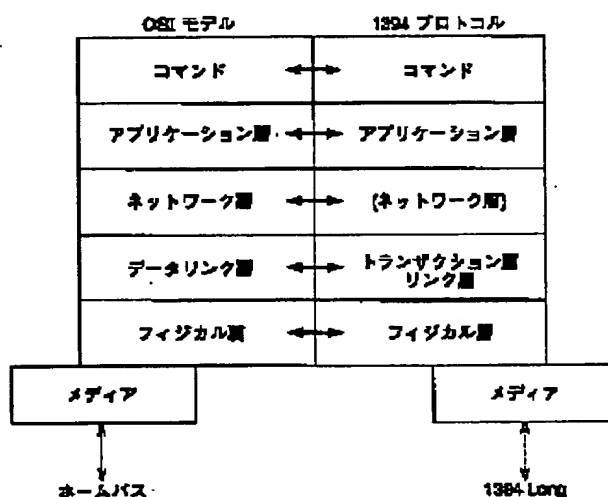 OSI モデル
1394 プロトコル
コマンド
コマンド
アプリケーション層
アプリケーション層
ネットワーク層
(ネットワーク層)
データリンク層
トランザクション層
リンク層
フィジカル層
フィジカル層
メディア
メディア
ホームバス
1394 Long